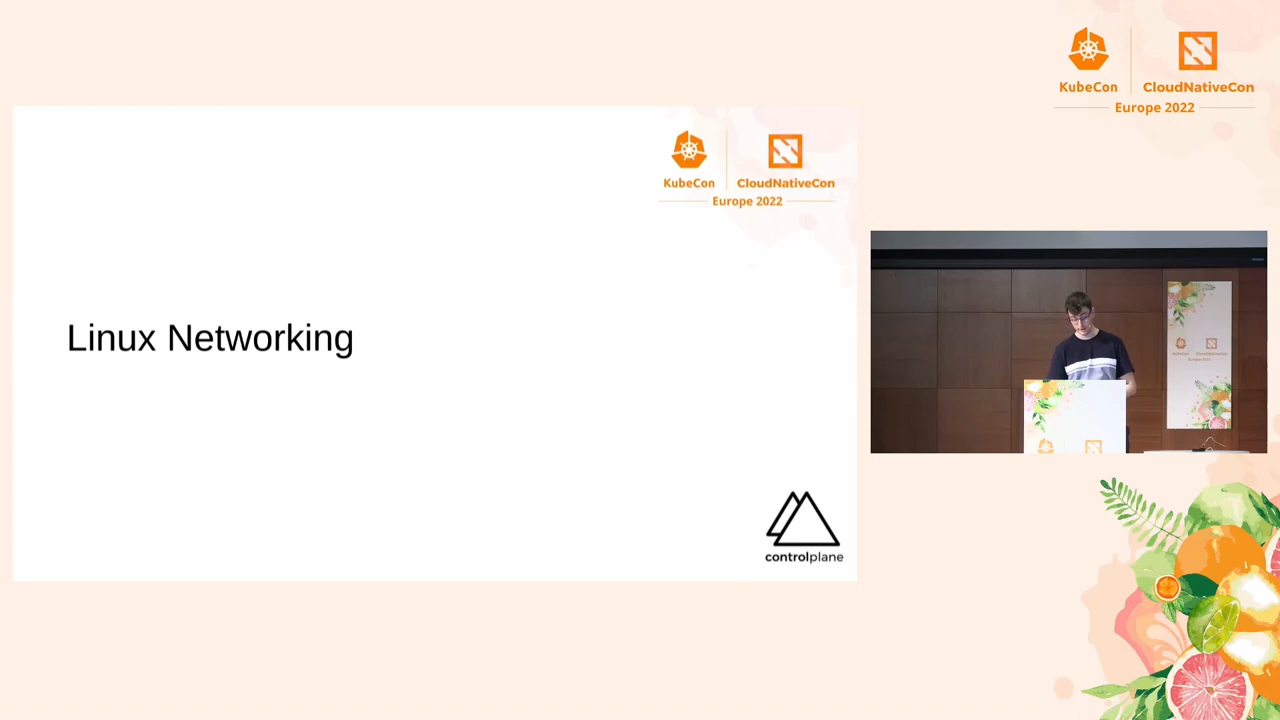 KubeCon
CloudNativeCon
Europe 2022
KubeCon
CloudNativeCon
Europe 2022
Linux Networking
controlplane